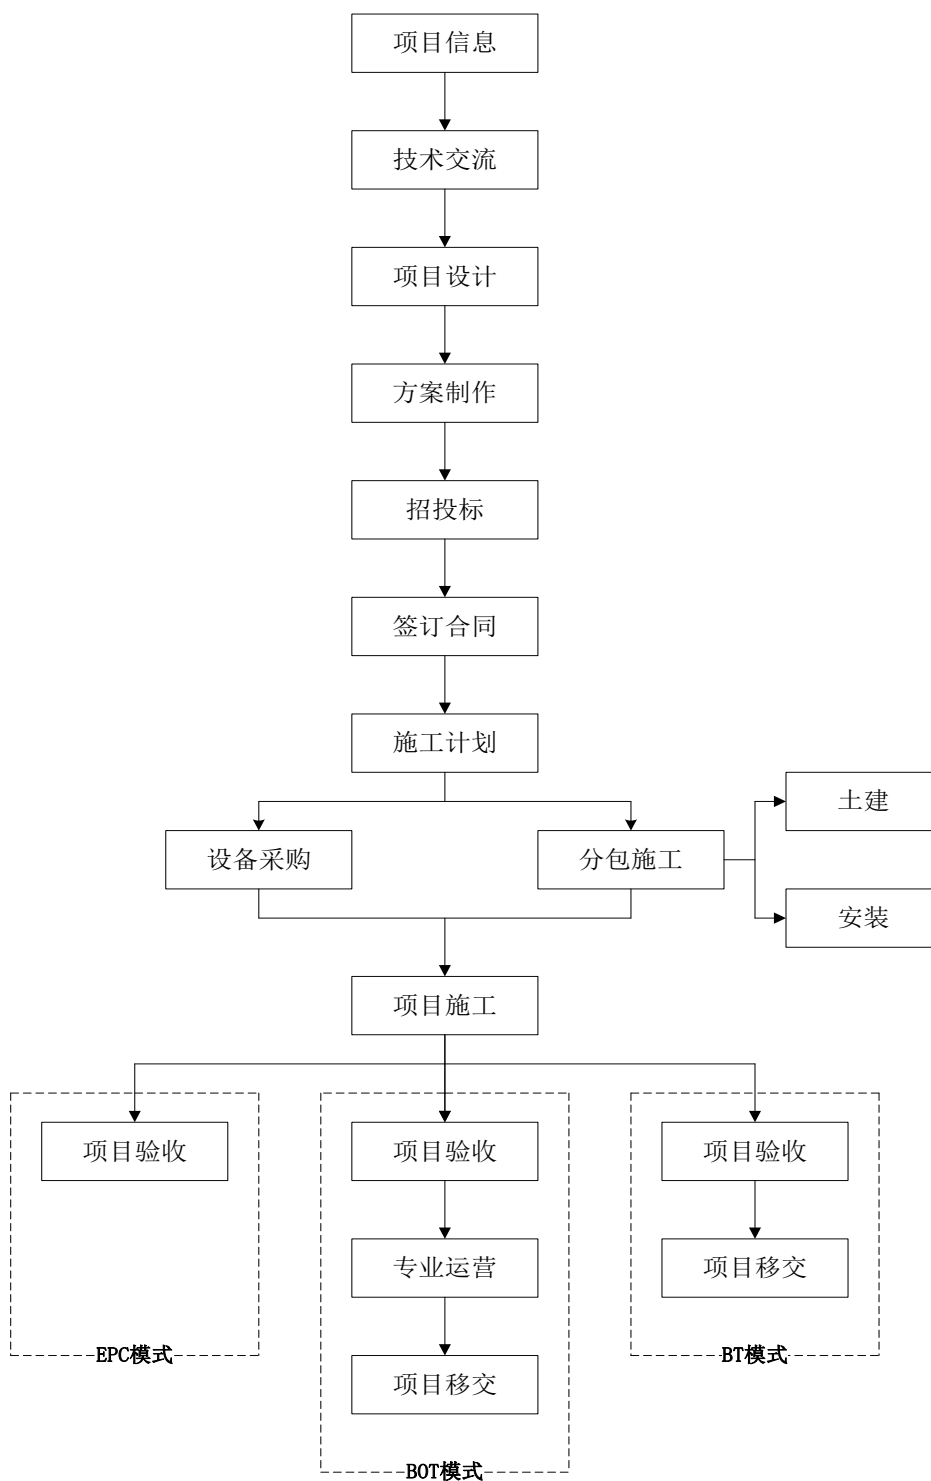 项目信息
技术交流
项目设计
方案制作
招投标
签订合同
施工计划
土建
设备采购
分包施工
安装
项目施工
项目验收
项目验收
项目验收
专业运营
项目移交
EPC模式
BT模式
项目移交
BOT模式